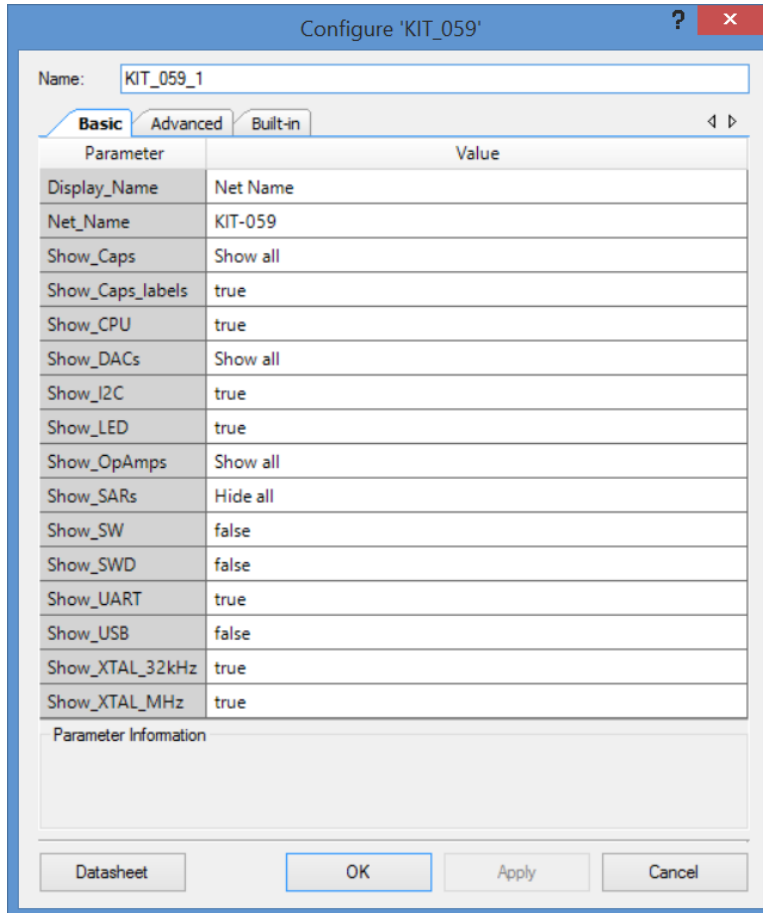 Configure 'KIT_059'
?
Name: KIT_059_1
Basic Advanced Built-in
Parameter Value
Display_Name Net Name
Net_Name KIT-059
Show_Caps Show all
Show_Caps_labels true
Show_CPU true
Show_DACs Show all
Show_I2C true
Show_LED true
Show_OpAmps Show all
Show_SARs Hide all
Show_SW false
Show_SWD false
Show_UART true
Show_USB false
Show_XTAL_32kHz true
Show_XTAL_MHz true
Parameter Information
Datasheet OK Apply Cancel